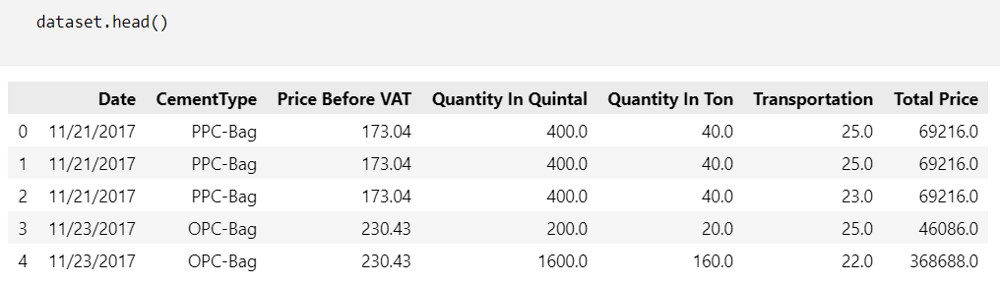 dataset.head()
Date CementType Price Before VAT Quantity In Quintal Quantity In Ton Transportation Total Price
0 11/21/2017 PPC-Bag 173.04 400.0 40.0 25.0 69216.0
1 11/21/2017 PPC-Bag 173.04 400.0 40.0 25.0 69216.0
2 11/21/2017 PPC-Bag 173.04 400.0 40.0 23.0 69216.0
3 11/23/2017 OPC-Bag 230.43 200.0 20.0 25.0 46086.0
4 11/23/2017 OPC-Bag 230.43 1600.0 160.0 22.0 368688.0